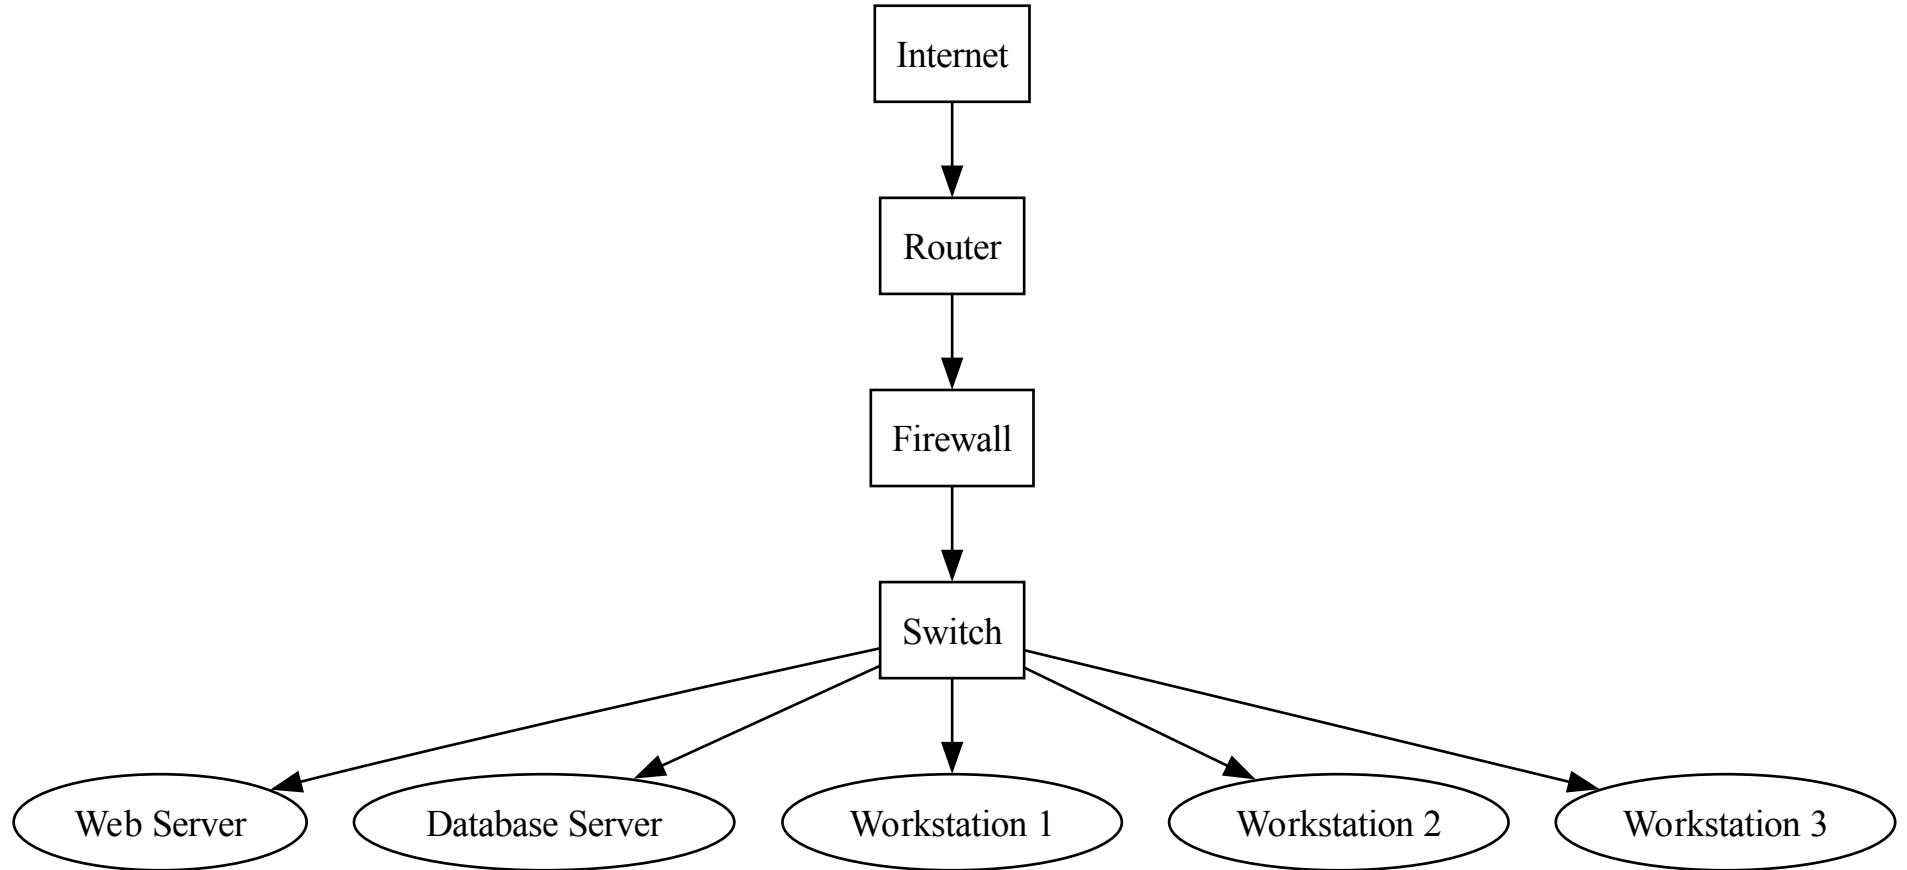 Internet
Router
Firewall
Switch
Web Server
Database Server
Workstation 1
Workstation 2
Workstation 3